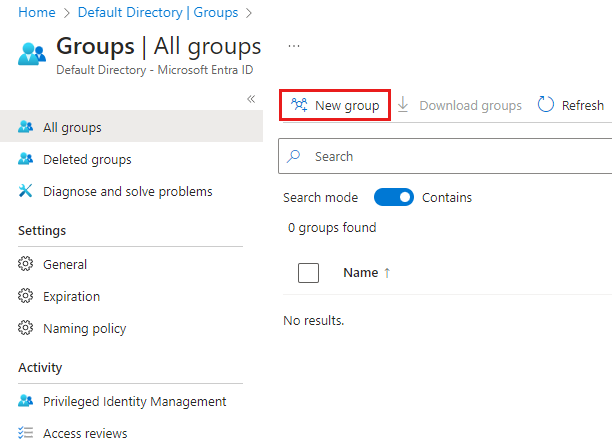 Home > Default Directory | Groups >
Groups | All groups ...
Default Directory - Microsoft Entra ID
«
All groups
Deleted groups
Diagnose and solve problems
Settings
General
Expiration
Naming policy
Activity
Privileged Identity Management
Access reviews
New group Download groups Refresh
Search
Search mode Contains
0 groups found
Name ↑
No results.